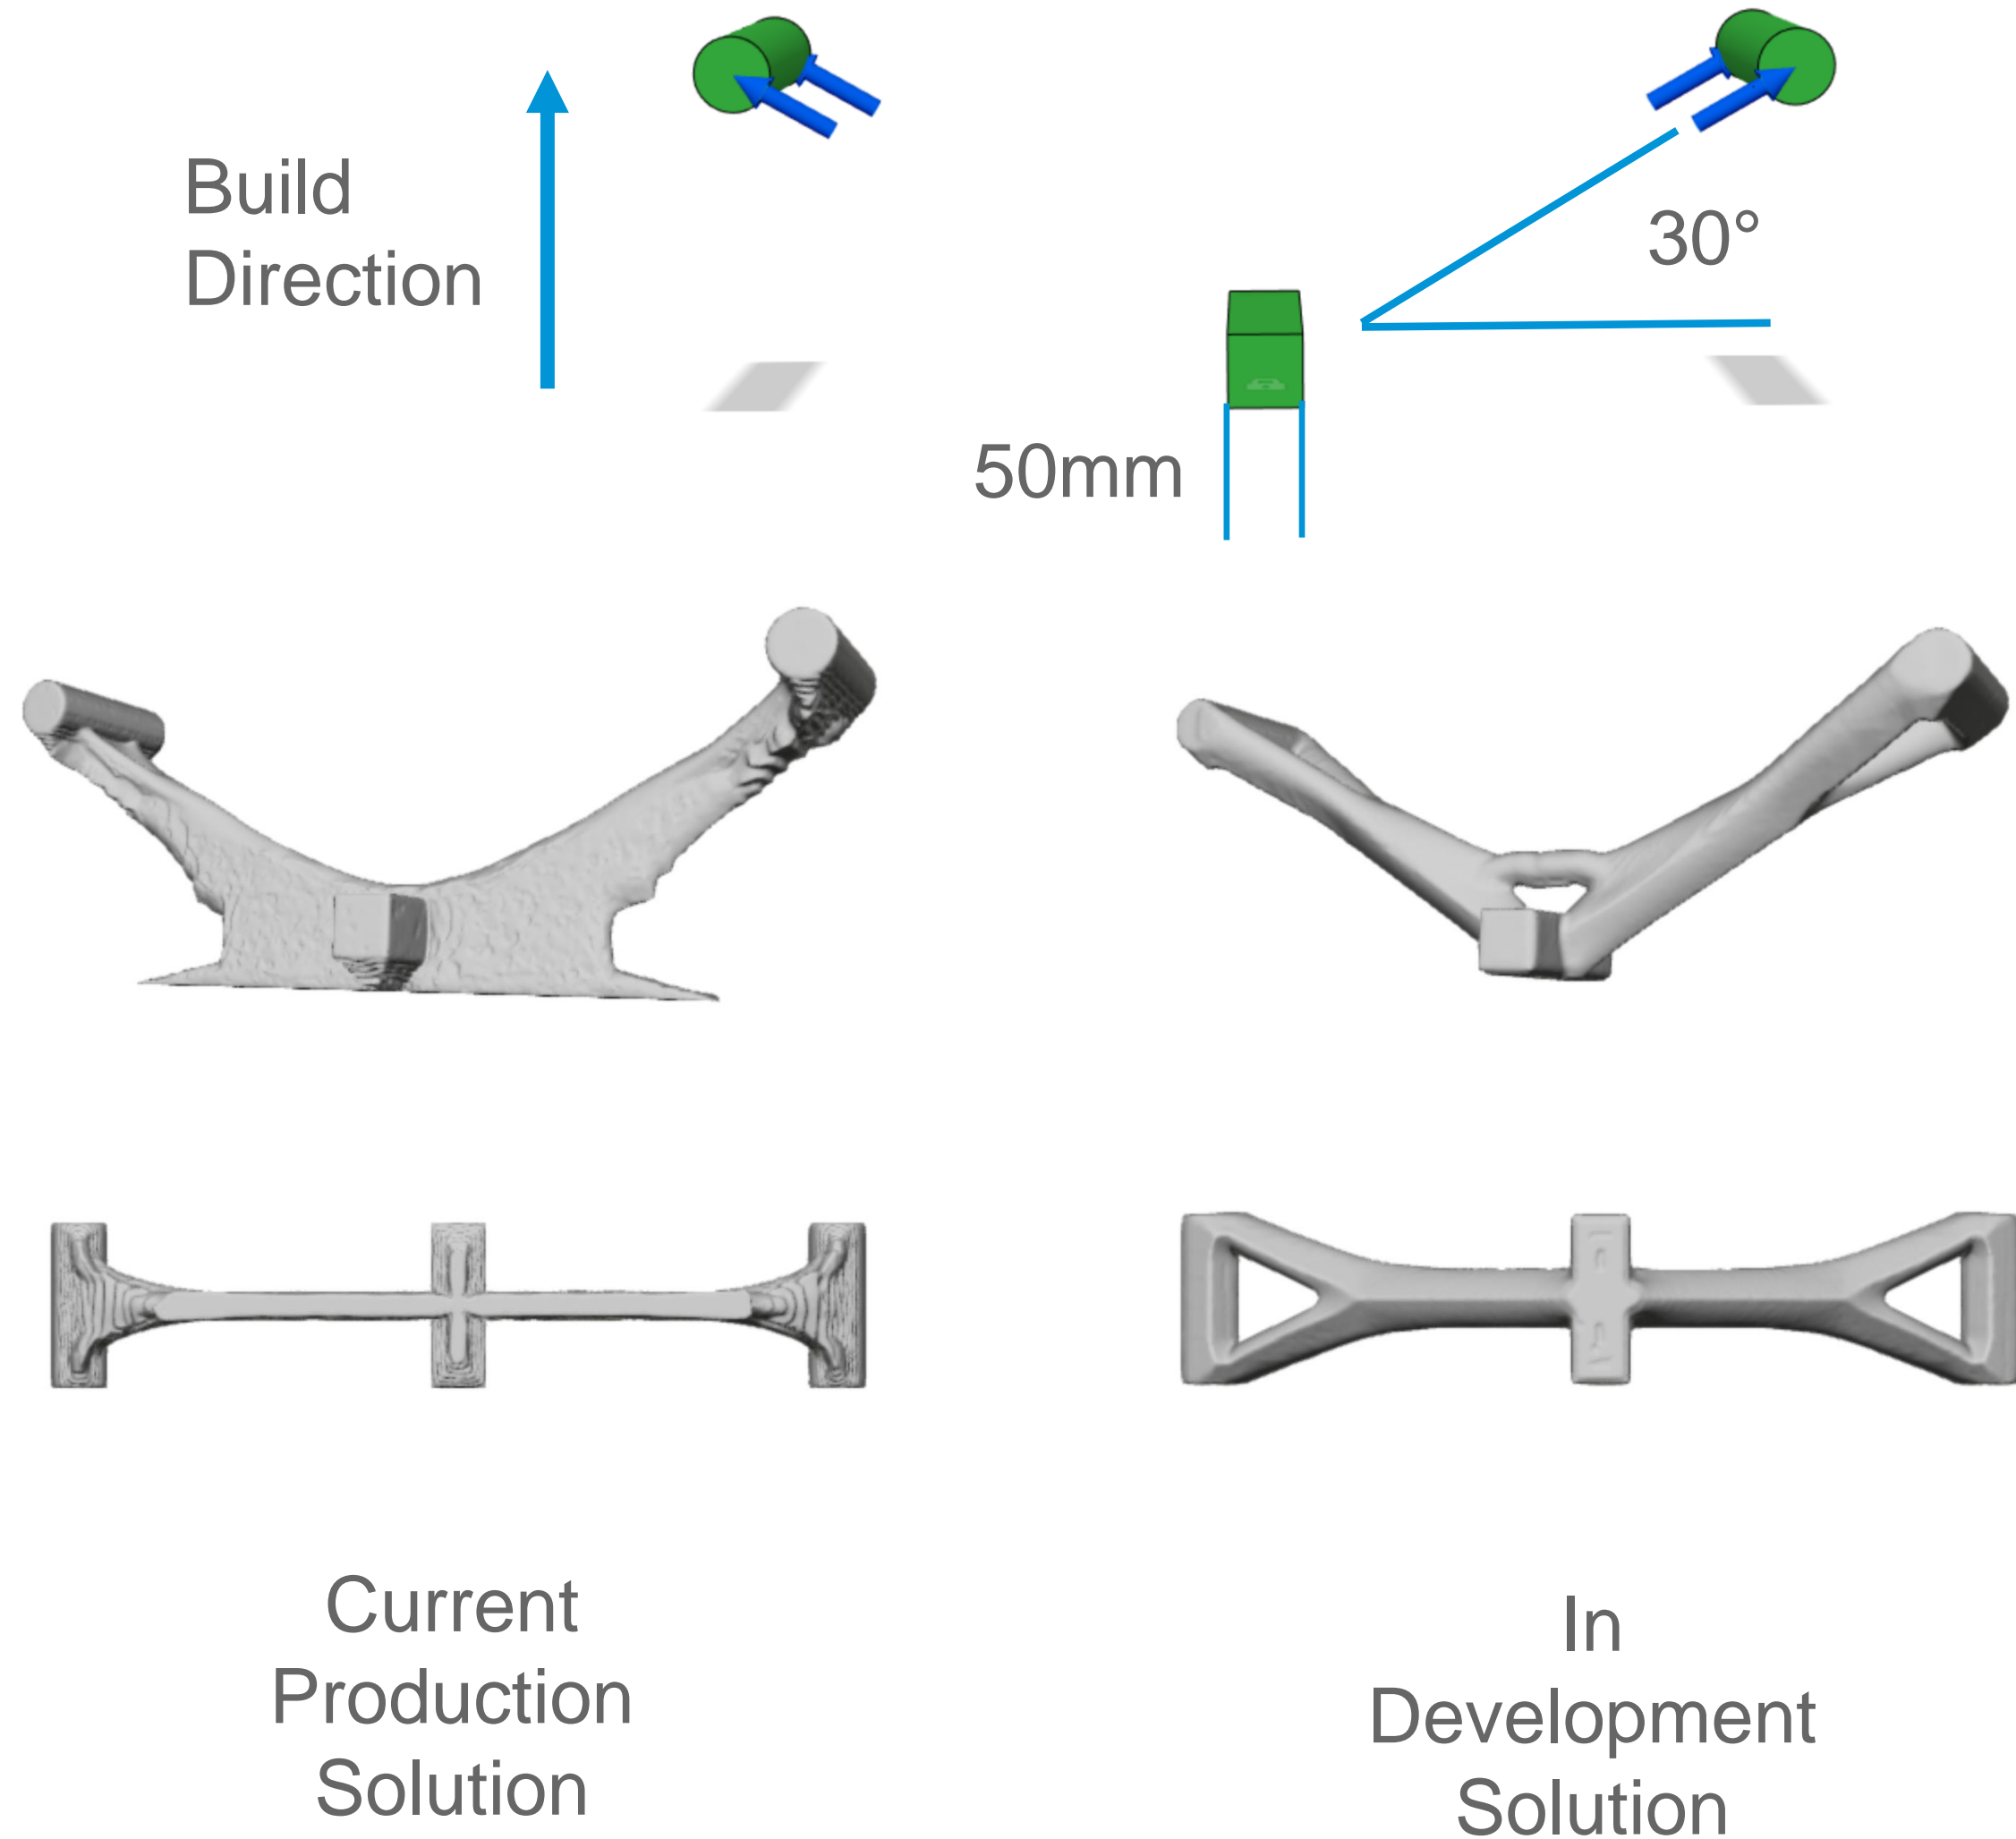 Build
Direction
30°
50mm
Current
Production
Solution
In
Development
Solution